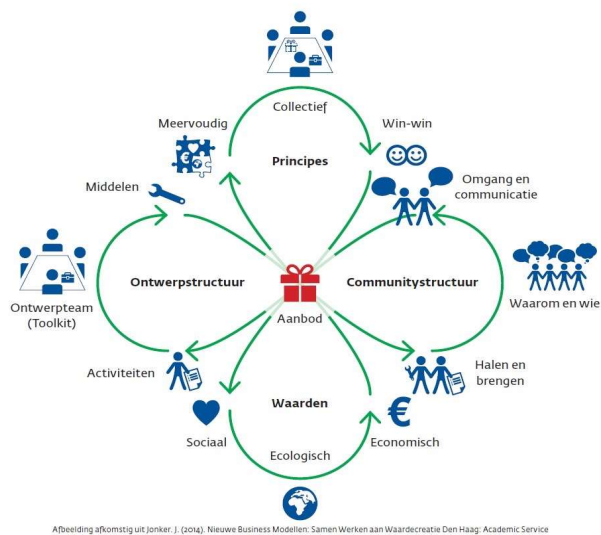 Collectief
Meervoudig
Win-win
Principes
Middelen
Omgang en
communicatie
Ontwerpstructuur
Communitystructuur
Ontwerpteam
(Toolkit)
Waarom en wie
Aanbod
Activiteiten
Halen en
brengen
Waarden
Sociaal
€
Economisch
Ecologisch
Afbeelding afkomstig uit Jonker. J. (2014). Nieuwe Business Modellen: Samen Werken aan Waardecreatie Den Haag: Academic Service